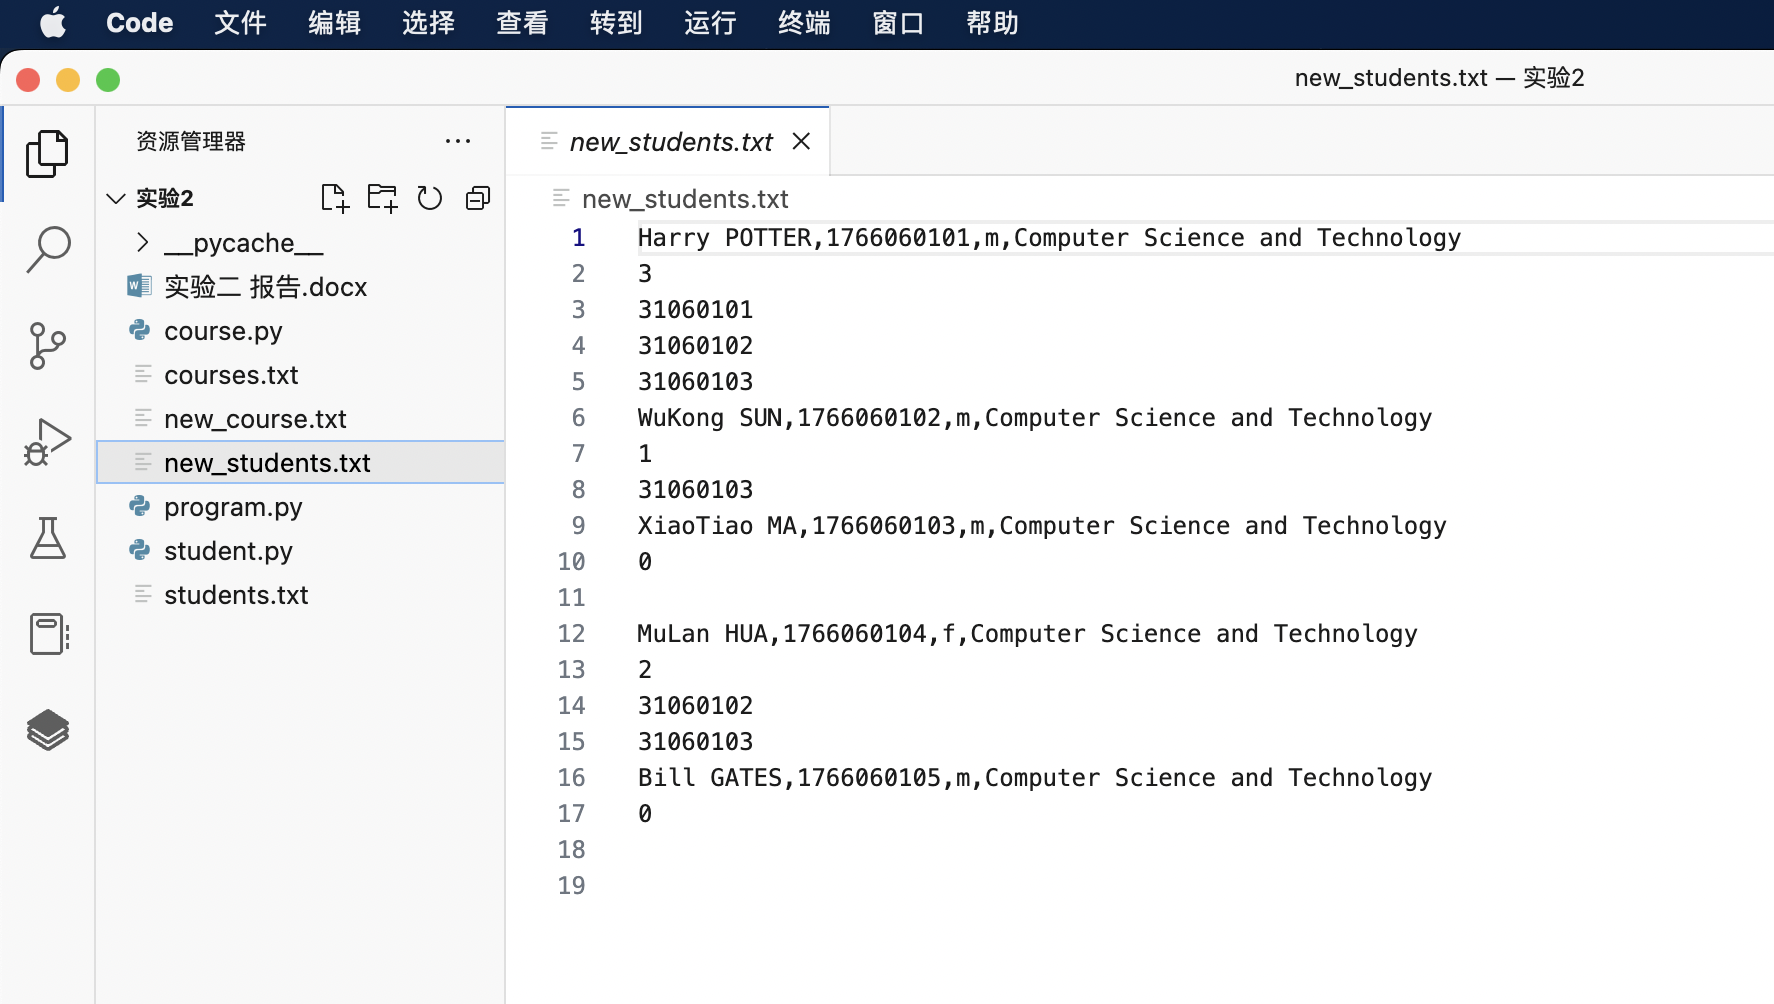 Code 文件 编辑 选择 查看 转到 运行 终端 窗口 帮助
new_students.txt — 实验2
资源管理器
实验2
__pycache__
实验二 报告.docx
course.py
courses.txt
new_course.txt
new_students.txt
program.py
student.py
students.txt
new_students.txt
new_students.txt
1 Harry POTTER,1766060101,m,Computer Science and Technology
2 3
3 31060101
4 31060102
5 31060103
6 WuKong SUN,1766060102,m,Computer Science and Technology
7 1
8 31060103
9 XiaoTiao MA,1766060103,m,Computer Science and Technology
10 0
11
12 MuLan HUA,1766060104,f,Computer Science and Technology
13 2
14 31060102
15 31060103
16 Bill GATES,1766060105,m,Computer Science and Technology
17 0
18
19